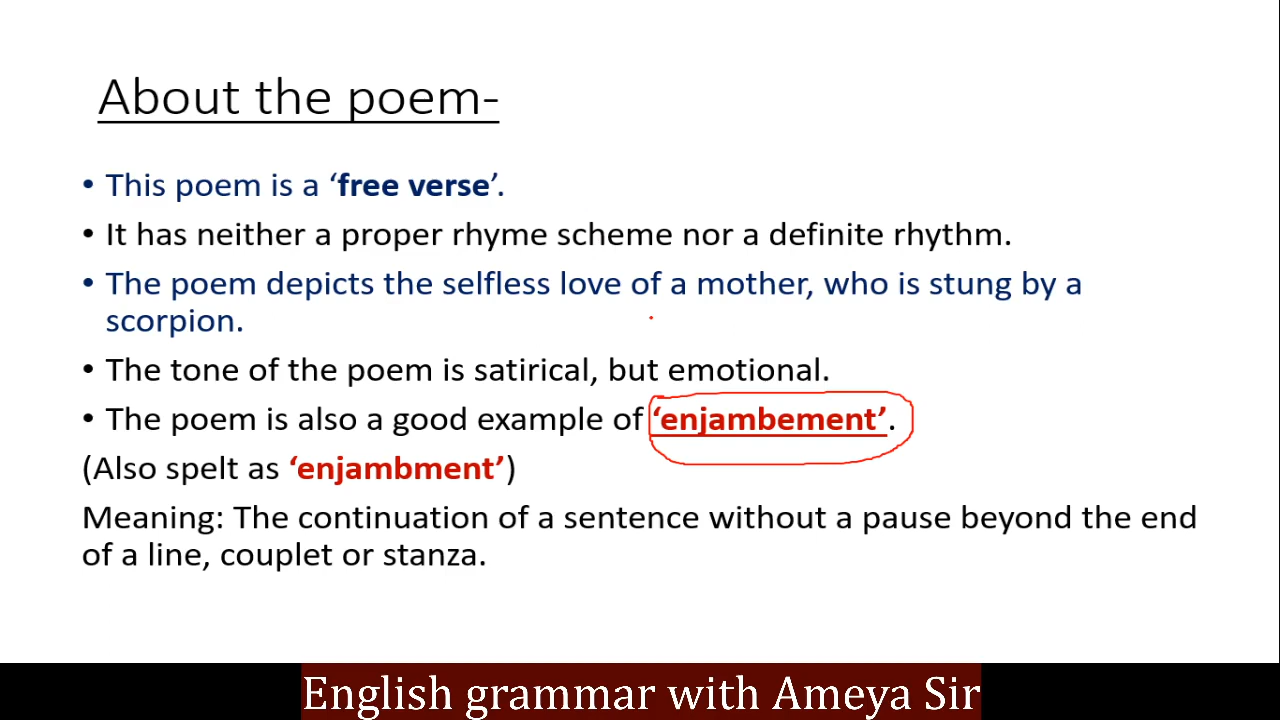 About the poem-
• This poem is a ‘free verse’.
• It has neither a proper rhyme scheme nor a definite rhythm.
• The poem depicts the selfless love of a mother, who is stung by a
scorpion.
• The tone of the poem is satirical, but emotional.
• The poem is also a good example of ‘enjambement’.
(Also spelt as ‘enjambment’)
Meaning: The continuation of a sentence without a pause beyond the end
of a line, couplet or stanza.
English grammar with Ameya Sir